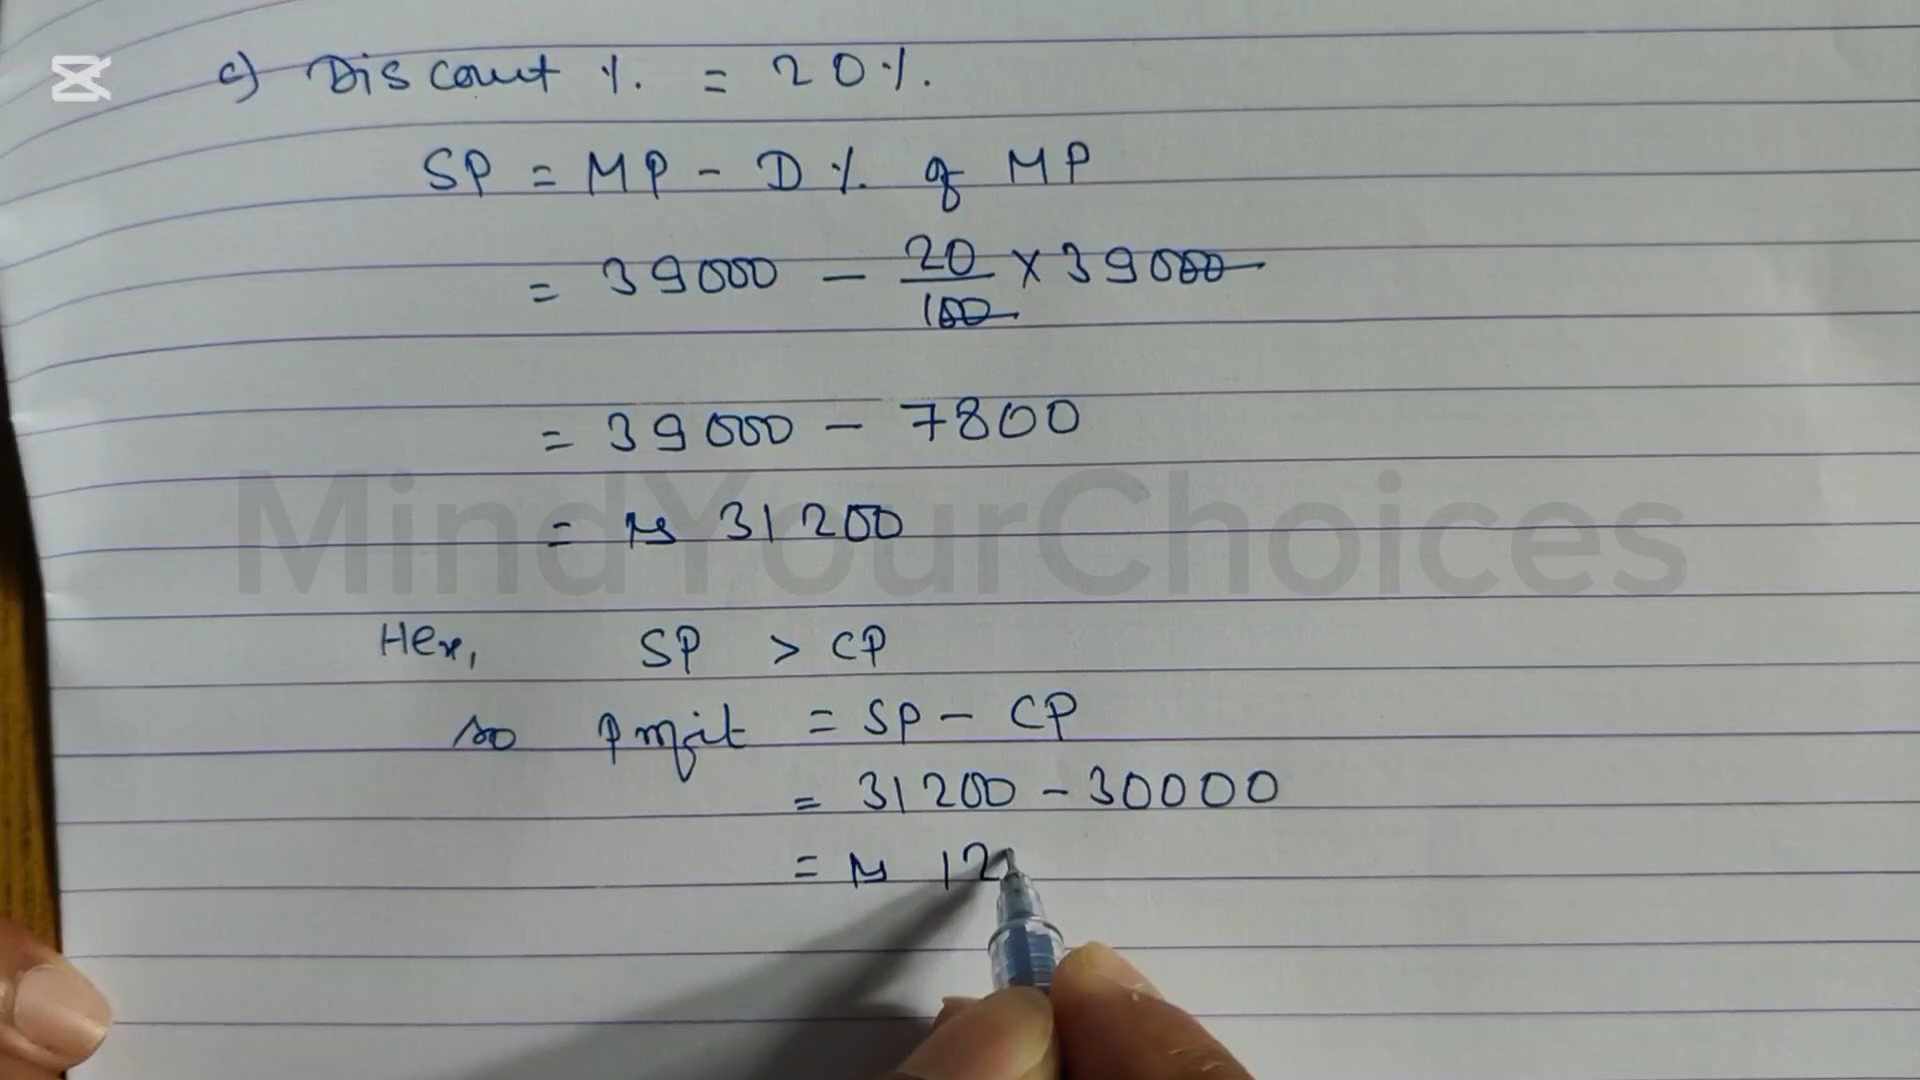 c) Discount % = 20%.
SP = MP - D% of MP
= 39000 - 20/100 × 39000
= 39000 - 7800
= Rs 31200
MindYourChoices
Here, SP > CP
so profit = SP - CP
= 31200 - 30000
= Rs 12